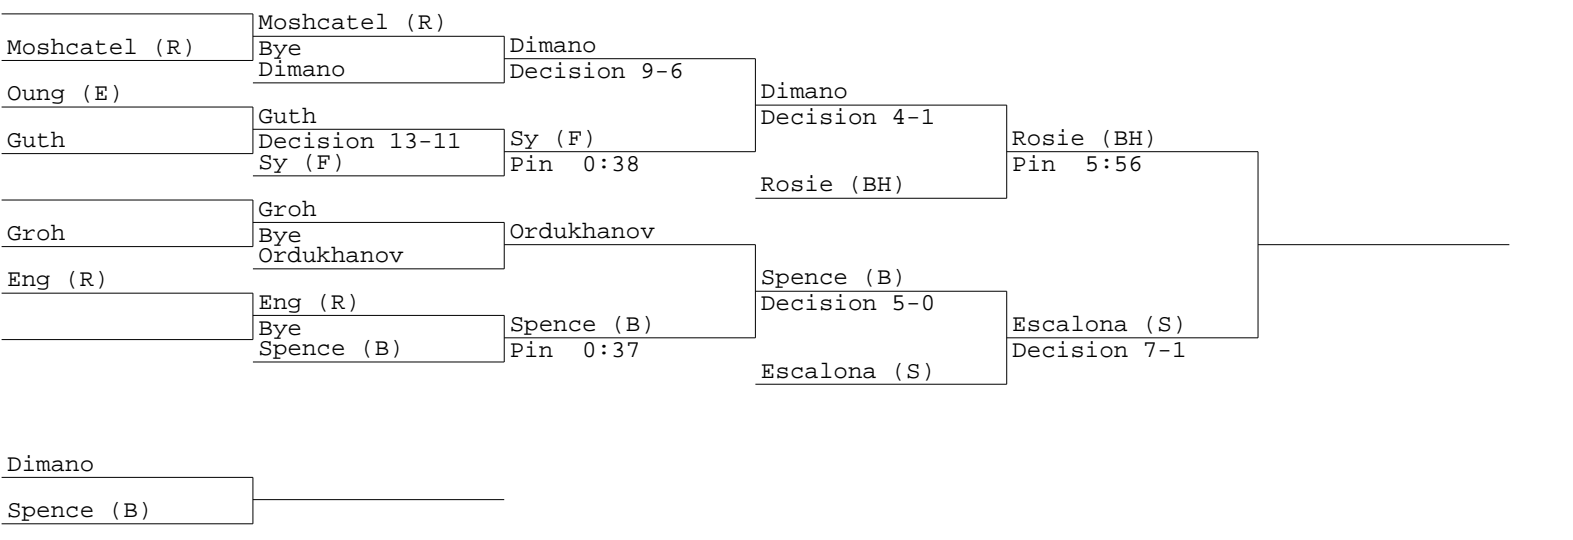 Moshcatel (R)
Oung (E)
Guth
Groh
Eng (R)
Moshcatel (R)
Bye
Dimano
Guth
Decision 13-11
Sy (F)
Groh
Bye
Ordukhanov
Eng (R)
Bye
Spence (B)
Dimano
Decision 9-6
Sy (F)
Pin 0:38
Ordukhanov
Spence (B)
Pin 0:37
Dimano
Decision 4-1
Rosie (BH)
Spence (B)
Decision 5-0
Escalona (S)
Rosie (BH)
Pin 5:56
Escalona (S)
Decision 7-1
Dimano
Spence (B)